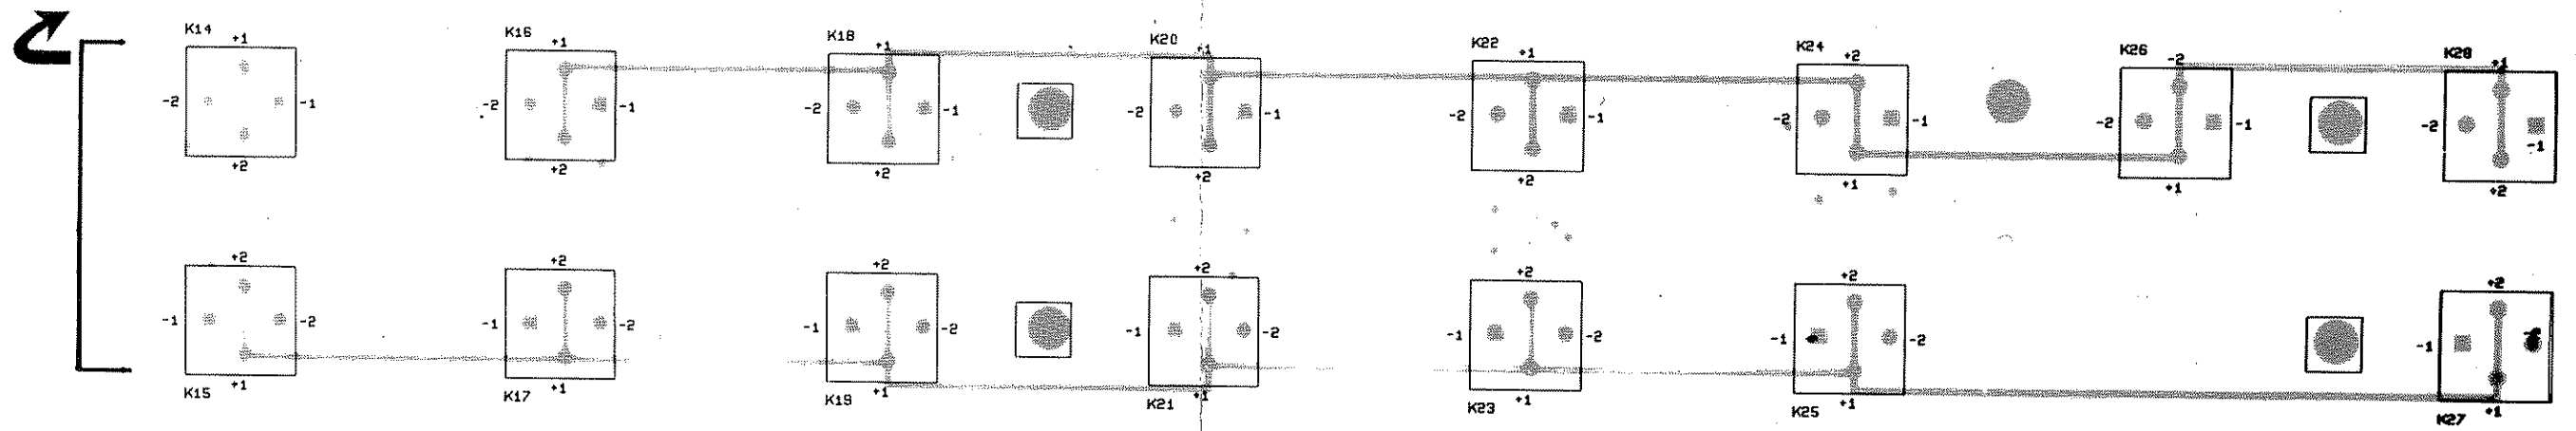 K14 K16 K18 K20 K22 K24 K26 K28
+1 +1 +1 +1 +1 +2 -2 +1
-2 -1 -2 -1 -2 -1 -2 -1 -2 -1 -2 -1 -2 -1 -2 -1
+2 +2 +2 +2 +2 +1 +1 +2
+2 +2 +2 +2 +2 +2 +2
-1 -2 -1 -2 -1 -2 -1 -2 -1 -2 -1 -2 -1
+1 +1 +1 +1 +1 +1 +1
K15 K17 K19 K21 K23 K25 K27